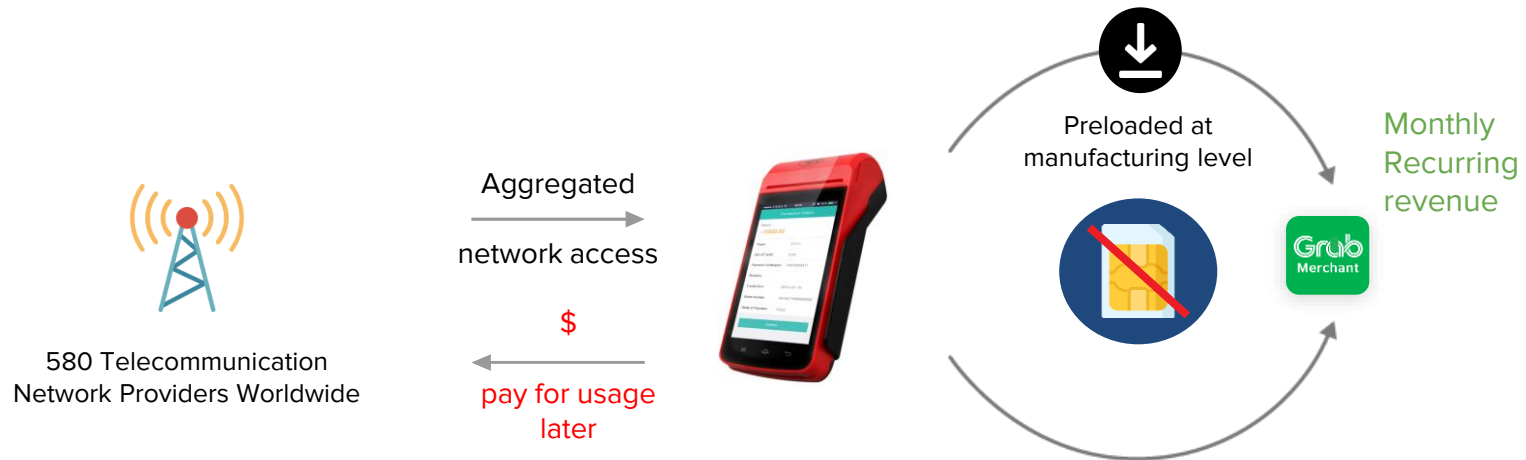 Aggregated
network access
$
pay for usage
later
580 Telecommunication
Network Providers Worldwide
Preloaded at
manufacturing level
Monthly
Recurring
revenue
Grub
Merchant